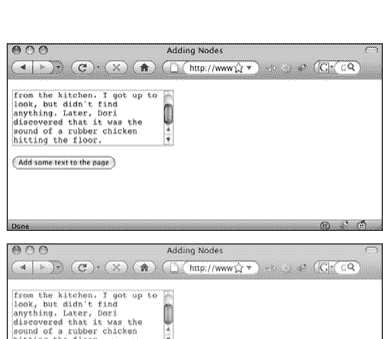 Adding Nodes
http://www
G
from the kitchen. I got up to
look, but didn't find
anything. Later, Dori
discovered that it was the
sound of a rubber chicken
hitting the floor.
Add some text to the page
Done
Adding Nodes
http://www
G
from the kitchen. I got up to
look, but didn't find
anything. Later, Dori
discovered that it was the
sound of a rubber chicken
hitting the floor.